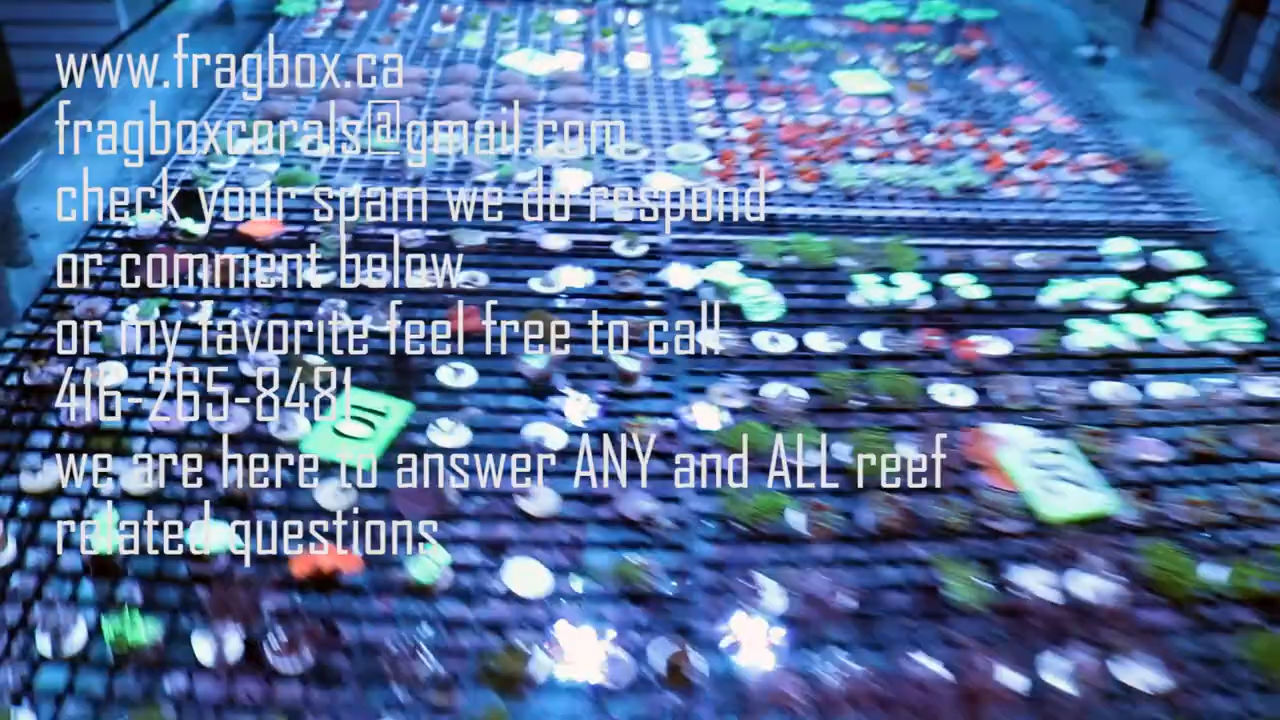 www.fragbox.ca
fragboxcorals@gmail.com
check your spam we do respond
or comment below
or my favorite feel free to call
416-265-8481
we are here to answer ANY and ALL reef
related questions